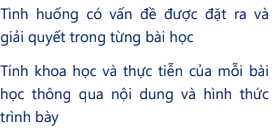 Tình huống có vấn đề được đặt ra và
giải quyết trong từng bài học
Tính khoa học và thực tiễn của mỗi bài
học thông qua nội dung và hình thức
trình bày